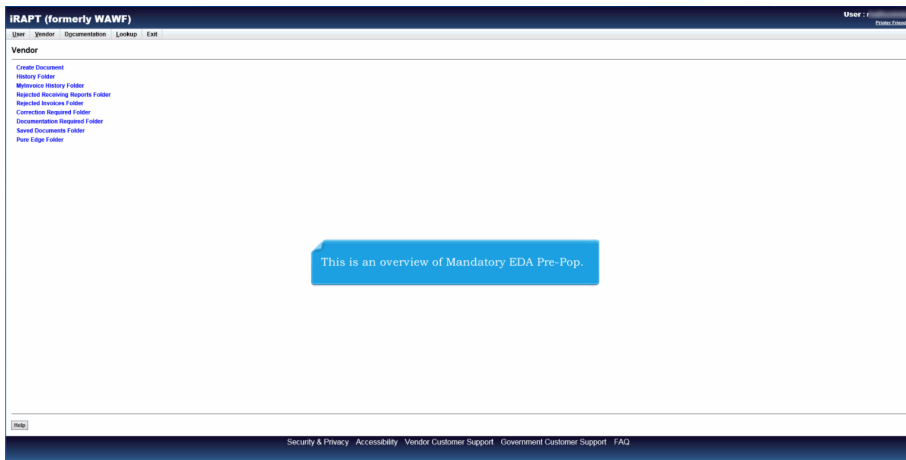 iRAPT (formerly WAWF)
User :
Printer Friendly
User Vendor Documentation Lookup Exit
Vendor
Create Document
History Folder
MyInvoice History Folder
Rejected Receiving Reports Folder
Rejected Invoices Folder
Correction Required Folder
Documentation Required Folder
Saved Documents Folder
Pure Edge Folder
This is an overview of Mandatory EDA Pre-Pop.
Help
Security & Privacy Accessibility Vendor Customer Support Government Customer Support FAQ